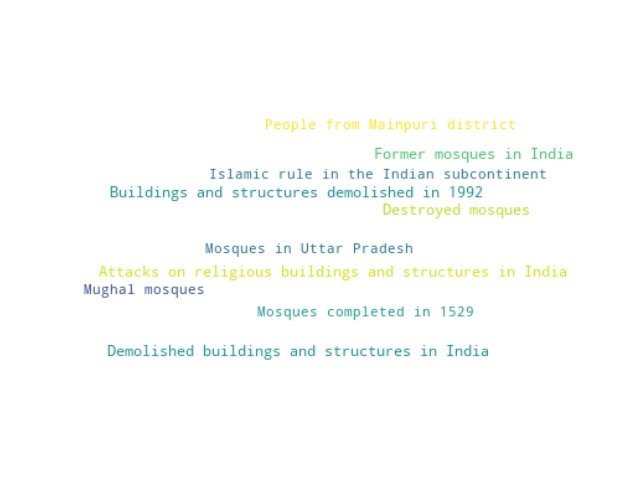 People from Mainpuri district
Former mosques in India
Islamic rule in the Indian subcontinent
Buildings and structures demolished in 1992
Destroyed mosques
Mosques in Uttar Pradesh
Attacks on religious buildings and structures in India
Mughal mosques
Mosques completed in 1529
Demolished buildings and structures in India